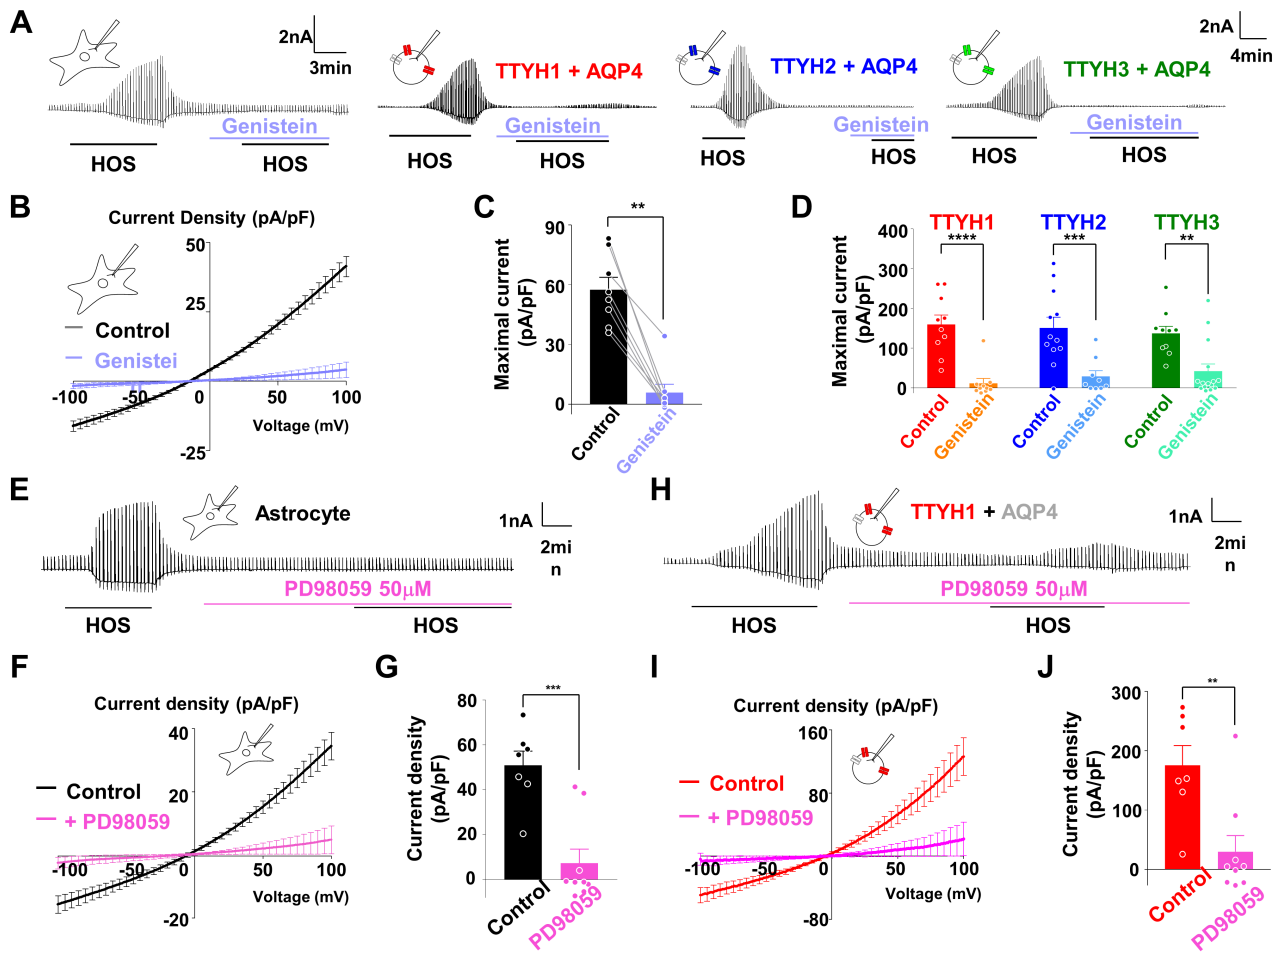 A
2nA
3min
TTYH1 + AQP4
TTYH2 + AQP4
TTYH3 + AQP4
2nA
4min
Genistein
HOS
HOS
Genistein
HOS
HOS
Genistein
HOS
HOS
Genistein
HOS
HOS
B
Current Density (pA/pF)
50
25
-25
-100
-50
0
50
100
Voltage (mV)
Control
Genistei
n
C
Maximal current
(pA/pF)
90
60
30
0
**
Control
Genistein
D
Maximal current
(pA/pF)
400
300
200
100
0
TTYH1
TTYH2
TTYH3
****
***
**
Control
Genistein
Control
Genistein
Control
Genistein
E
Astrocyte
1nA
2mi
n
PD98059 50μM
HOS
HOS
H
TTYH1 + AQP4
1nA
2mi
n
PD98059 50μM
HOS
HOS
F
Current density (pA/pF)
40
20
-20
-100
-50
0
50
100
Voltage (mV)
Control
+ PD98059
G
Current density
(pA/pF)
80
60
40
20
0
***
Control
PD98059
I
Current density (pA/pF)
160
80
-80
-100
-50
0
50
100
Voltage (mV)
Control
+ PD98059
J
Current density
(pA/pF)
300
200
100
0
**
Control
PD98059